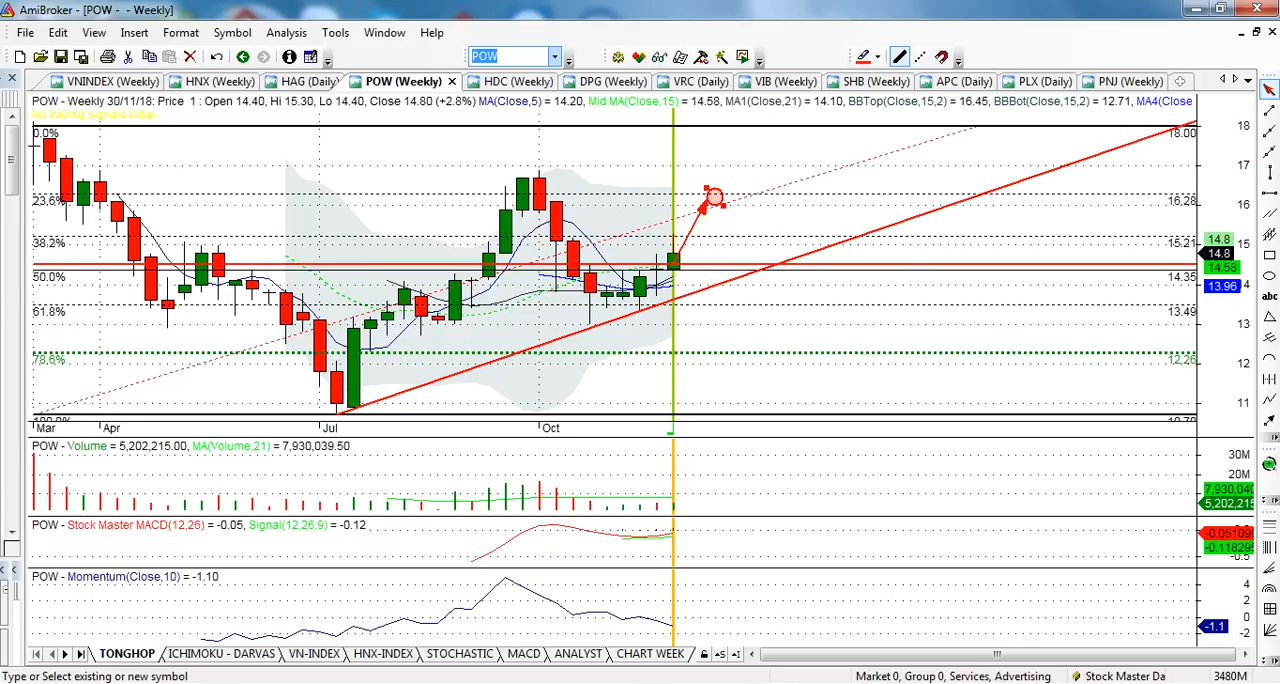 AmiBroker - [POW - - Weekly]
File Edit View Insert Format Symbol Analysis Tools Window Help
POW
VNINDEX (Weekly) HNX (Weekly) HAG (Daily) POW (Weekly) HDC (Weekly) DPG (Weekly) VRC (Daily) VIB (Weekly) SHB (Weekly) APC (Daily) PLX (Daily) PNJ (Weekly)
POW - Weekly 30/11/18: Price 1 : Open 14.40, Hi 15.30, Lo 14.40, Close 14.80 (+2.8%) MA(Close,5) = 14.20, Mid MA(Close,15) = 14.58, MA1(Close,21) = 14.10, BBTop(Close,15,2) = 16.45, BBBot(Close,15,2) = 12.71, MA4(Close
No trading signals today
0.0% 18.00 18
17
23.6% 16.28 16
38.2% 15.21 15
14.8
14.8
14.58
50.0% 14.35 14
13.96
61.8% 13.49
13
78.6% 12.26
12
11
Mar Apr Jul Oct
POW - Volume = 5,202,215.00, MA(Volume,21) = 7,930,039.50
30M
20M
7,930,040
5,202,215
POW - Stock Master MACD(12,26) = -0.05, Signal(12,26,9) = -0.12
-0.051095
-0.118295
-0.5
POW - Momentum(Close,10) = -1.10
4
2
0
-1.1
-2
TONGHOP ICHIMOKU - DARVAS VN-INDEX HNX-INDEX STOCHASTIC MACD ANALYST CHART WEEK
Type or Select existing or new symbol Market 0, Group 0, Services, Advertising Stock Master Da 3480M